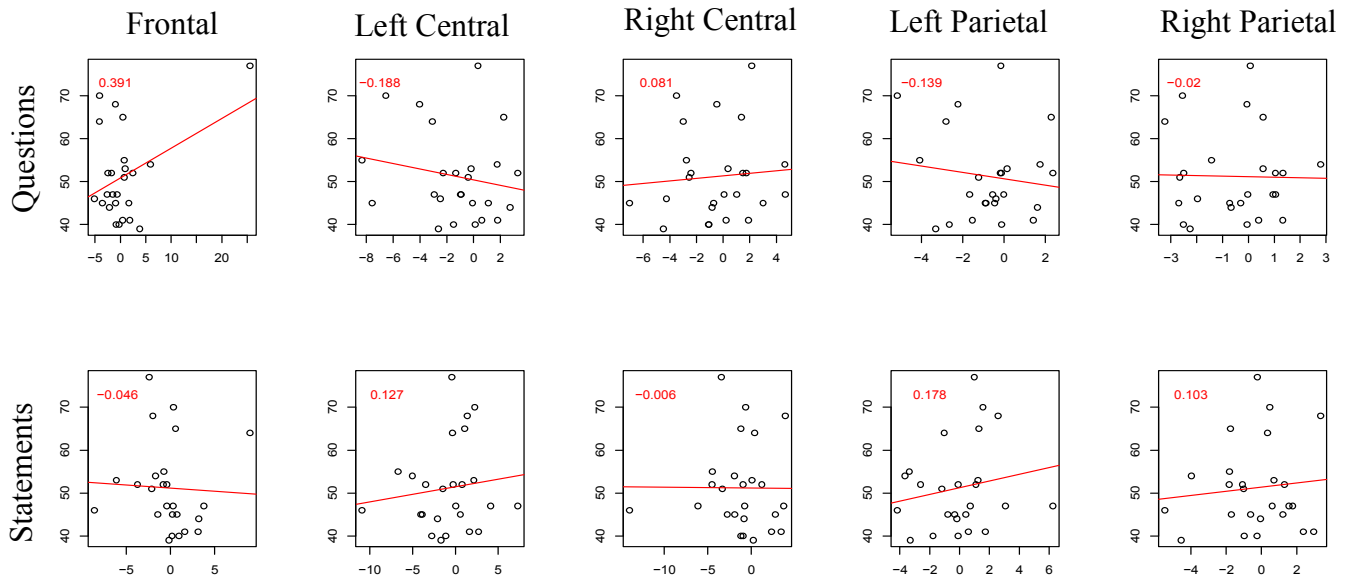 Frontal Left Central Right Central Left Parietal Right Parietal
Questions
0.391 −0.188 0.081 −0.139 −0.02
70 70 70 70 70
60 60 60 60 60
50 50 50 50 50
40 40 40 40 40
−5 0 5 10 20 −8 −6 −4 −2 0 2 −6 −4 −2 0 2 4 −4 −2 0 2 −3 −2 −1 0 1 2 3
Statements
−0.046 0.127 −0.006 0.178 0.103
70 70 70 70 70
60 60 60 60 60
50 50 50 50 50
40 40 40 40 40
−5 0 5 −10 −5 0 5 −10 −5 0 −4 −2 0 2 4 6 −4 −2 0 2